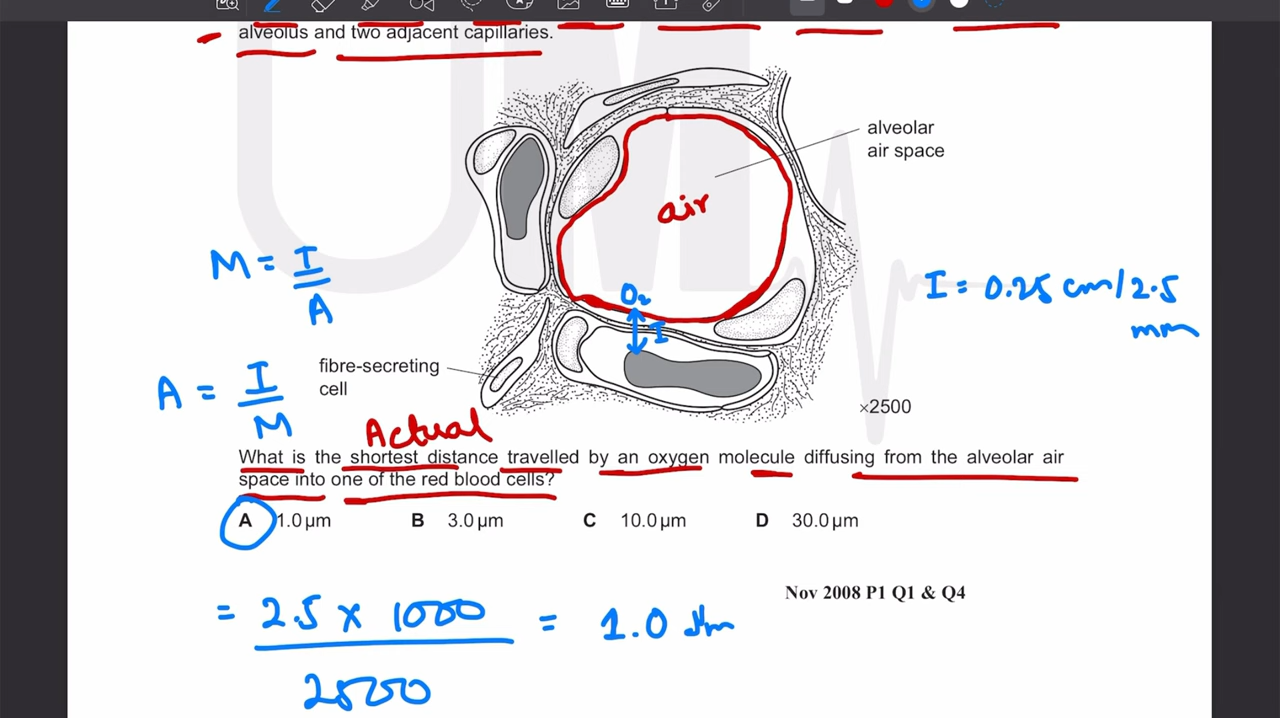 alveolus and two adjacent capillaries.
alveolar
air space
air
M = I
A
I = 0.25 cm/2.5
mm
O₂
I
fibre-secreting
cell
A = I
M
×2500
Actual
What is the shortest distance travelled by an oxygen molecule diffusing from the alveolar air
space into one of the red blood cells?
A 1.0 μm B 3.0 μm C 10.0 μm D 30.0 μm
Nov 2008 P1 Q1 & Q4
= 2.5 × 1000 = 1.0 μm
2500